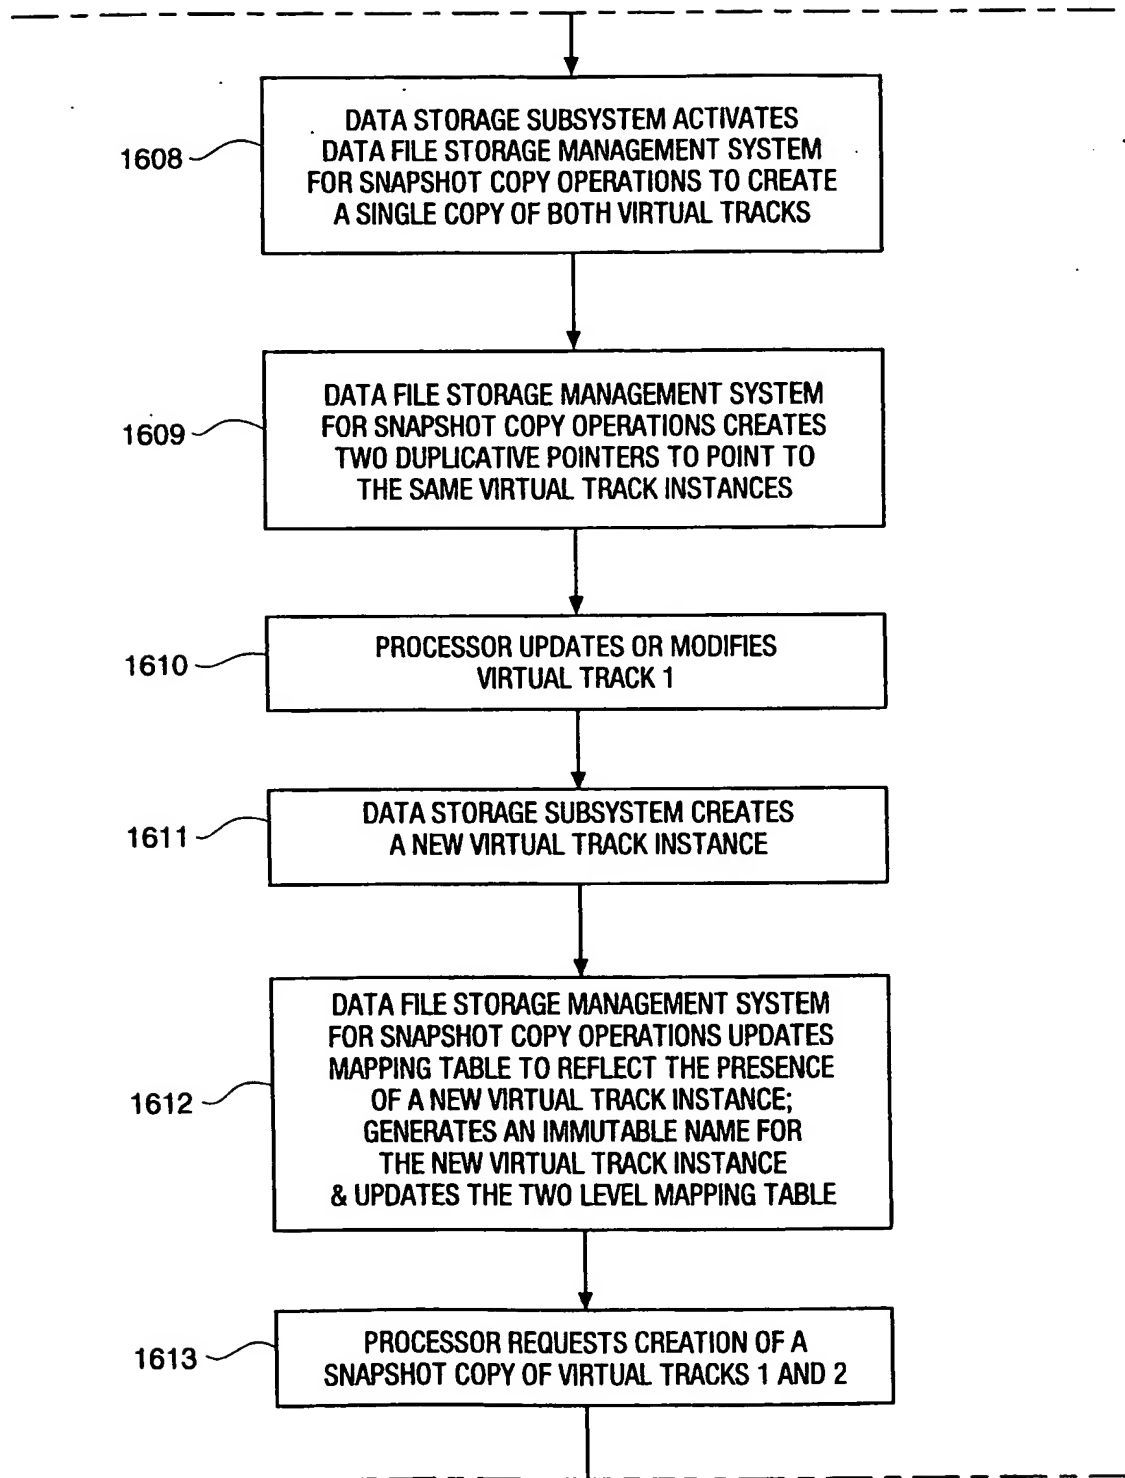 1608
DATA STORAGE SUBSYSTEM ACTIVATES
DATA FILE STORAGE MANAGEMENT SYSTEM
FOR SNAPSHOT COPY OPERATIONS TO CREATE
A SINGLE COPY OF BOTH VIRTUAL TRACKS
1609
DATA FILE STORAGE MANAGEMENT SYSTEM
FOR SNAPSHOT COPY OPERATIONS CREATES
TWO DUPLICATIVE POINTERS TO POINT TO
THE SAME VIRTUAL TRACK INSTANCES
1610
PROCESSOR UPDATES OR MODIFIES
VIRTUAL TRACK 1
1611
DATA STORAGE SUBSYSTEM CREATES
A NEW VIRTUAL TRACK INSTANCE
1612
DATA FILE STORAGE MANAGEMENT SYSTEM
FOR SNAPSHOT COPY OPERATIONS UPDATES
MAPPING TABLE TO REFLECT THE PRESENCE
OF A NEW VIRTUAL TRACK INSTANCE;
GENERATES AN IMMUTABLE NAME FOR
THE NEW VIRTUAL TRACK INSTANCE
& UPDATES THE TWO LEVEL MAPPING TABLE
1613
PROCESSOR REQUESTS CREATION OF A
SNAPSHOT COPY OF VIRTUAL TRACKS 1 AND 2